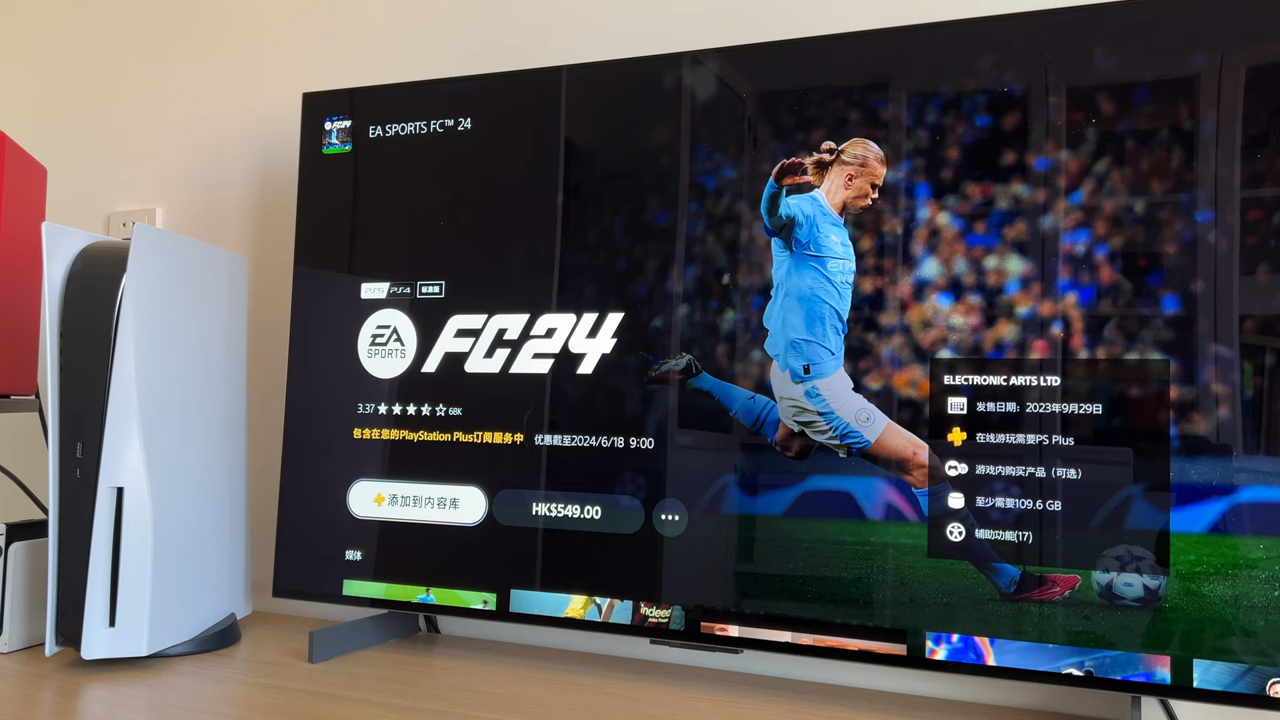 EA SPORTS FC™ 24
PS5 PS4 标准版
EA SPORTS FC24
3.37 68K
包含在您的PlayStation Plus订阅服务中 优惠截至2024/6/18 9:00
添加到内容库 HK$549.00 •••
媒体
indeed
ELECTRONIC ARTS LTD
发售日期：2023年9月29日
在线游玩需要PS Plus
游戏内购买产品（可选）
至少需要109.6 GB
辅助功能(17)